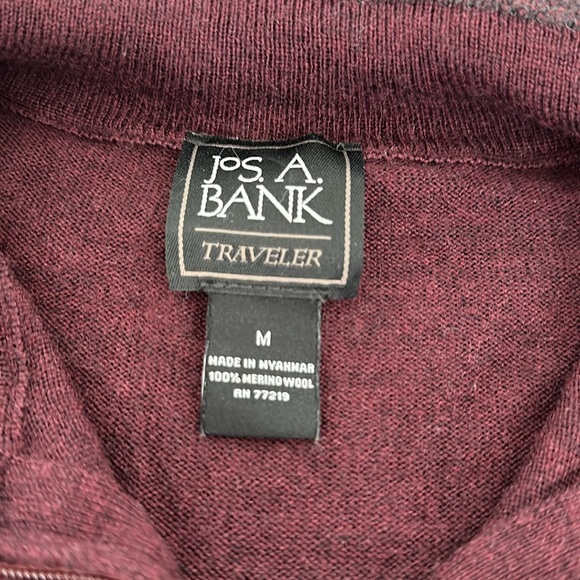 JOS. A.
BANK
TRAVELER
M
MADE IN MYANMAR
100% MERINO WOOL
RN 77219